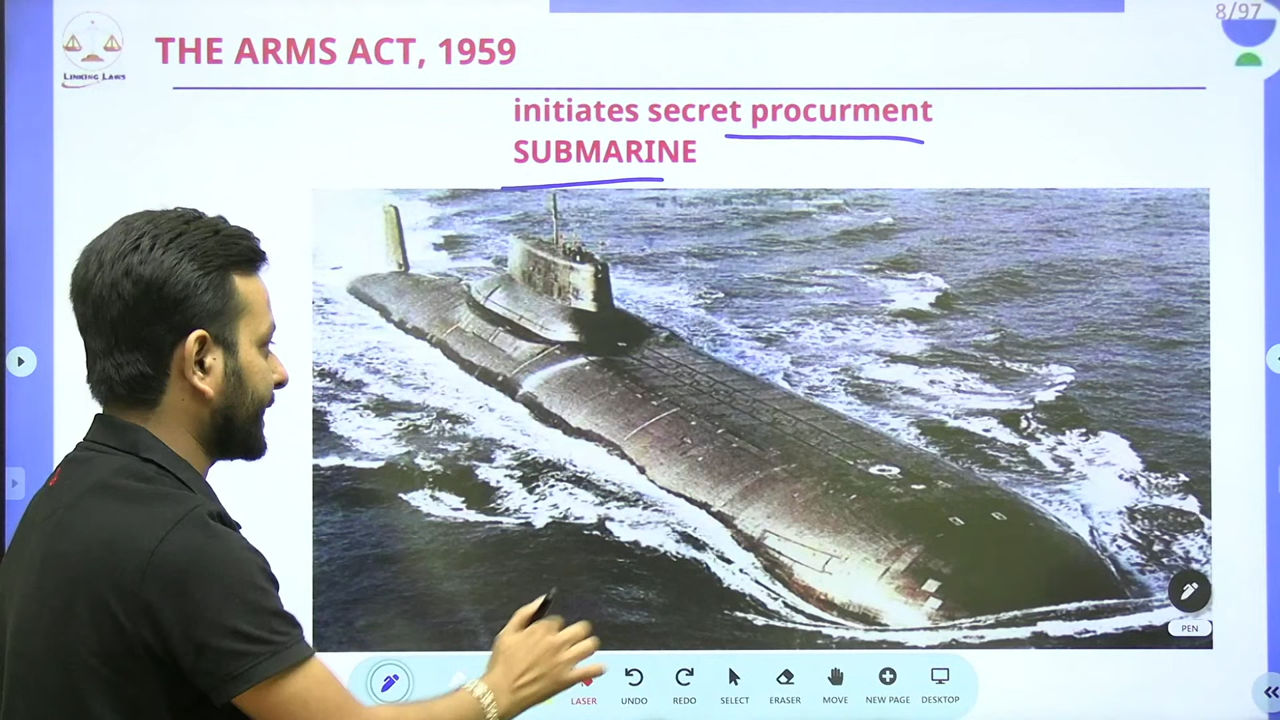 8/97
LINKING LAWS
THE ARMS ACT, 1959
initiates secret procurment
SUBMARINE
PEN
LASER
UNDO
REDO
SELECT
ERASER
MOVE
NEW PAGE
DESKTOP